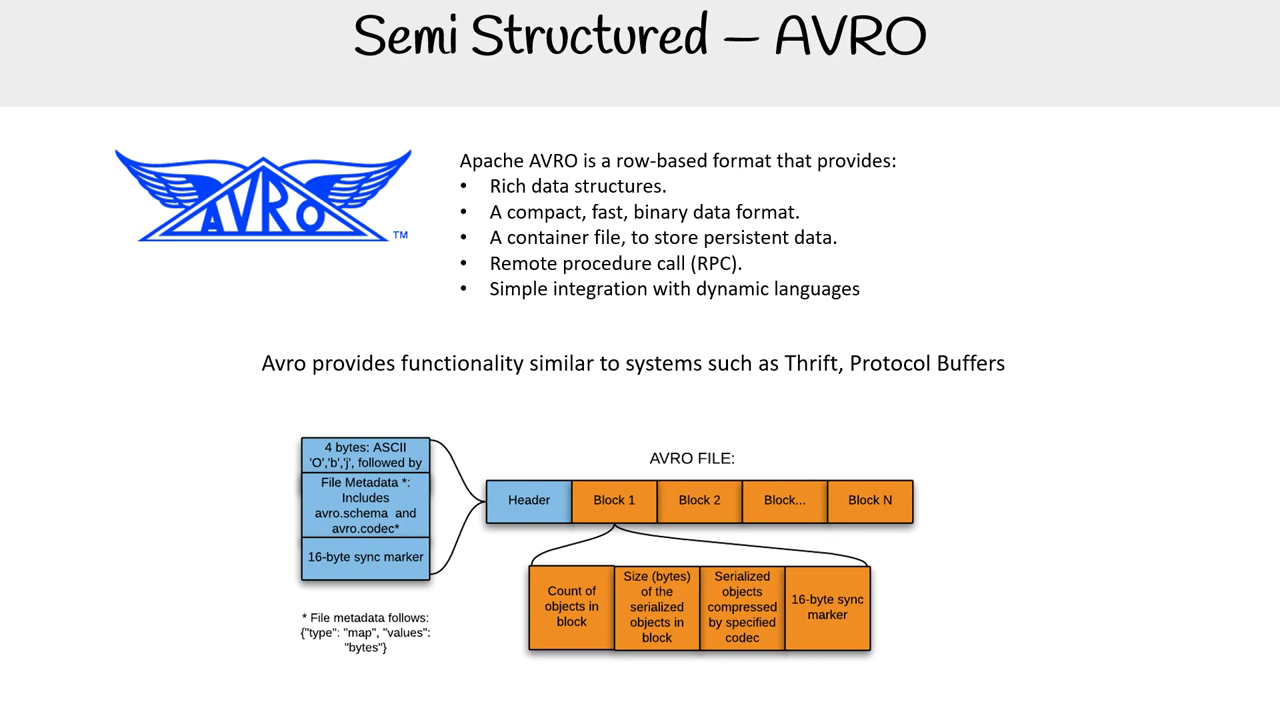 Semi Structured – AVRO
AVRO
TM
Apache AVRO is a row-based format that provides:
• Rich data structures.
• A compact, fast, binary data format.
• A container file, to store persistent data.
• Remote procedure call (RPC).
• Simple integration with dynamic languages
Avro provides functionality similar to systems such as Thrift, Protocol Buffers
4 bytes: ASCII
'O','b','j', followed by
File Metadata *:
Includes
avro.schema and
avro.codec*
16-byte sync marker
* File metadata follows:
{"type": "map", "values":
"bytes"}
AVRO FILE:
Header
Block 1
Block 2
Block...
Block N
Count of
objects in
block
Size (bytes)
of the
serialized
objects in
block
Serialized
objects
compressed
by specified
codec
16-byte sync
marker